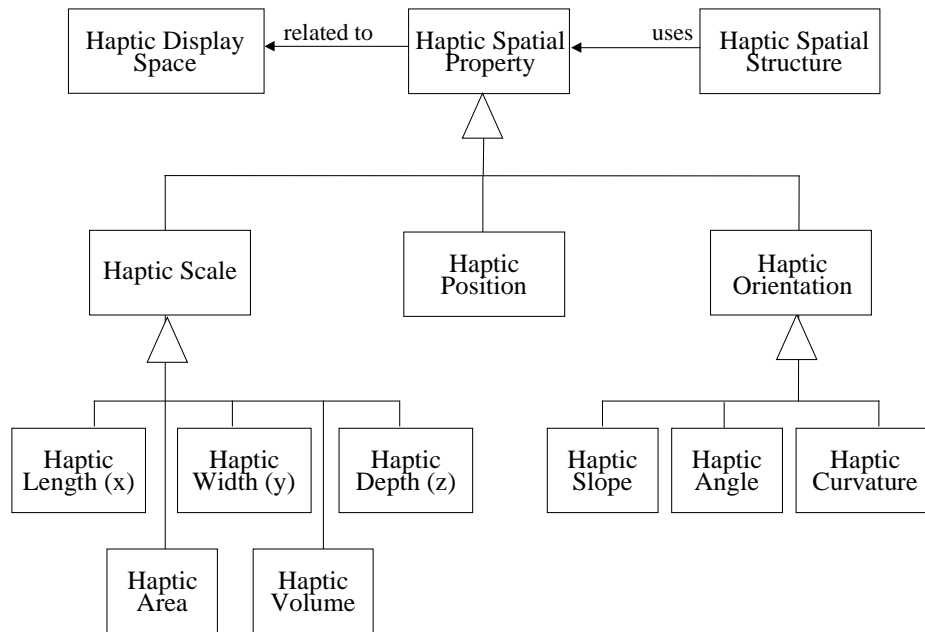 Haptic Display
Space
related to
Haptic Spatial
Property
uses
Haptic Spatial
Structure
Haptic Scale
Haptic
Position
Haptic
Orientation
Haptic
Length (x)
Haptic
Width (y)
Haptic
Depth (z)
Haptic
Slope
Haptic
Angle
Haptic
Curvature
Haptic
Area
Haptic
Volume